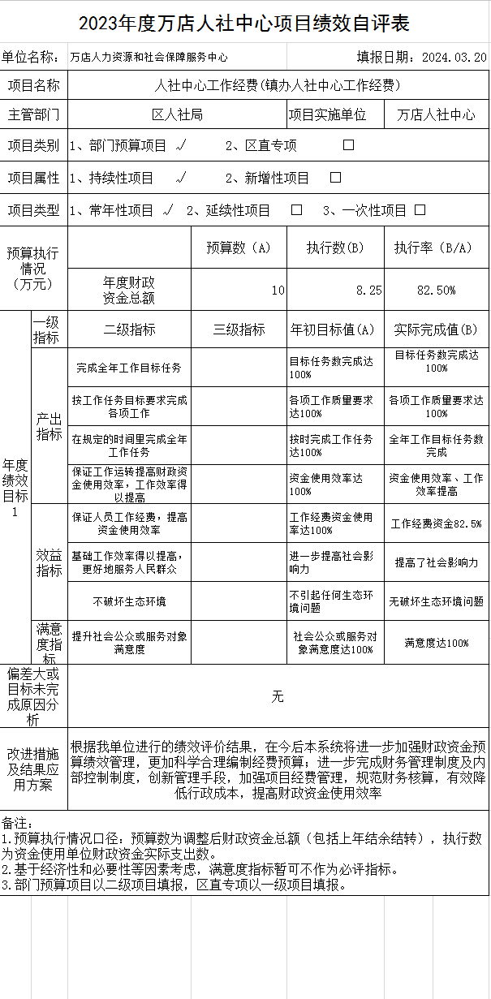 2023年度万店人社中心项目绩效自评表
单位名称： 万店人力资源和社会保障服务中心 填报日期：2024.03.20
项目名称 人社中心工作经费(镇办人社中心工作经费)
主管部门 区人社局 项目实施单位 万店人社中心
项目类别 1、部门预算项目 √ 2、区直专项 □
项目属性 1、持续性项目 √ 2、新增性项目 □
项目类型 1、常年性项目 √ 2、延续性项目 □ 3、一次性项目 □
预算执行
情况
（万元）
预算数（A） 执行数(B) 执行率（B/A）
年度财政
资金总额
10 8.25 82.50%
年度
绩效
目标
1
一级
指标
二级指标 三级指标 年初目标值(A) 实际完成值(B)
产出
指标
完成全年工作目标任务
目标任务数完成达
100%
目标任务数完成达
100%
按工作任务目标要求完成
各项工作
各项工作质量要求
达100%
各项工作质量要求达
100%
在规定的时间里完成全年
工作任务
按时完成工作任务
达100%
全年工作目标任务数
完成
保证工作运转提高财政资
金使用效率，工作效率得
以提高
资金使用效率达
100%
资金使用效率、工作
效率提高
效益
指标
保证人员工作经费，提高
资金使用效率
工作经费资金使用
率达100%
工作经费资金82.5%
基础工作效率得以提高，
更好地服务人民群众
进一步提高社会影
响力
提高了社会影响力
不破坏生态环境
不引起任何生态环
境问题
无破坏生态环境问题
满意
度指
标
提升社会公众或服务对象
满意度
社会公众或服务对
象满意度达100%
满意度达100%
偏差大或
目标未完
成原因分
析
无
改进措施
及结果应
用方案
根据我单位进行的绩效评价结果，在今后本系统将进一步加强财政资金预
算绩效管理，更加科学合理编制经费预算；进一步完成财务管理制度及内
部控制制度，创新管理手段，加强项目经费管理，规范财务核算，有效降
低行政成本，提高财政资金使用效率
备注：
1.预算执行情况口径：预算数为调整后财政资金总额（包括上年结余结转），执行数
为资金使用单位财政资金实际支出数。
2.基于经济性和必要性等因素考虑，满意度指标暂可不作为必评指标。
3.部门预算项目以二级项目填报，区直专项以一级项目填报。